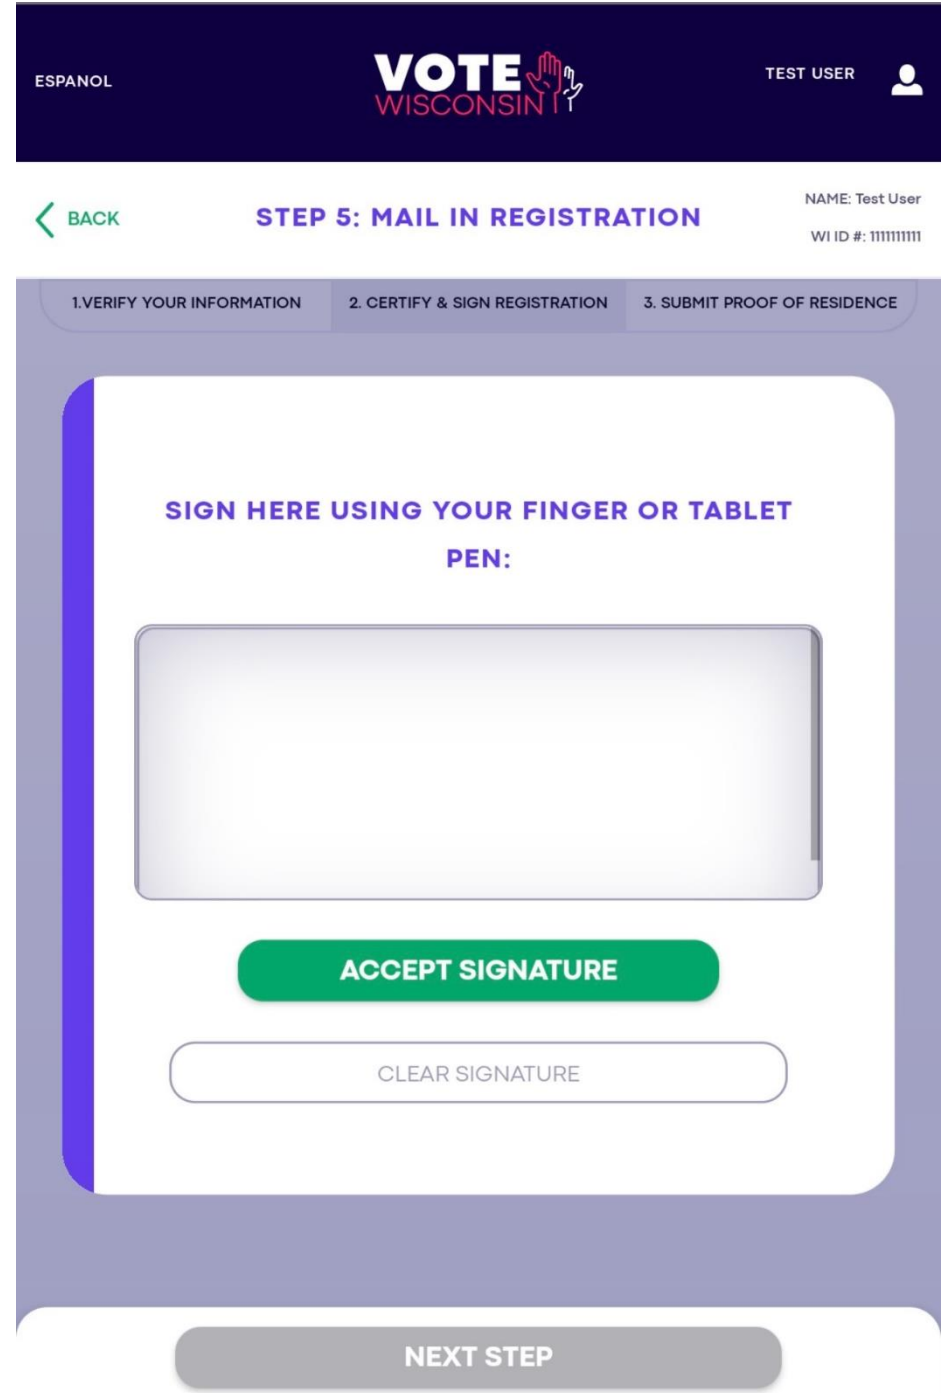 ESPANOL
VOTE
WISCONSIN
TEST USER
BACK
STEP 5: MAIL IN REGISTRATION
NAME: Test User
WI ID #: 1111111111
1.VERIFY YOUR INFORMATION
2. CERTIFY & SIGN REGISTRATION
3. SUBMIT PROOF OF RESIDENCE
SIGN HERE USING YOUR FINGER OR TABLET
PEN:
ACCEPT SIGNATURE
CLEAR SIGNATURE
NEXT STEP